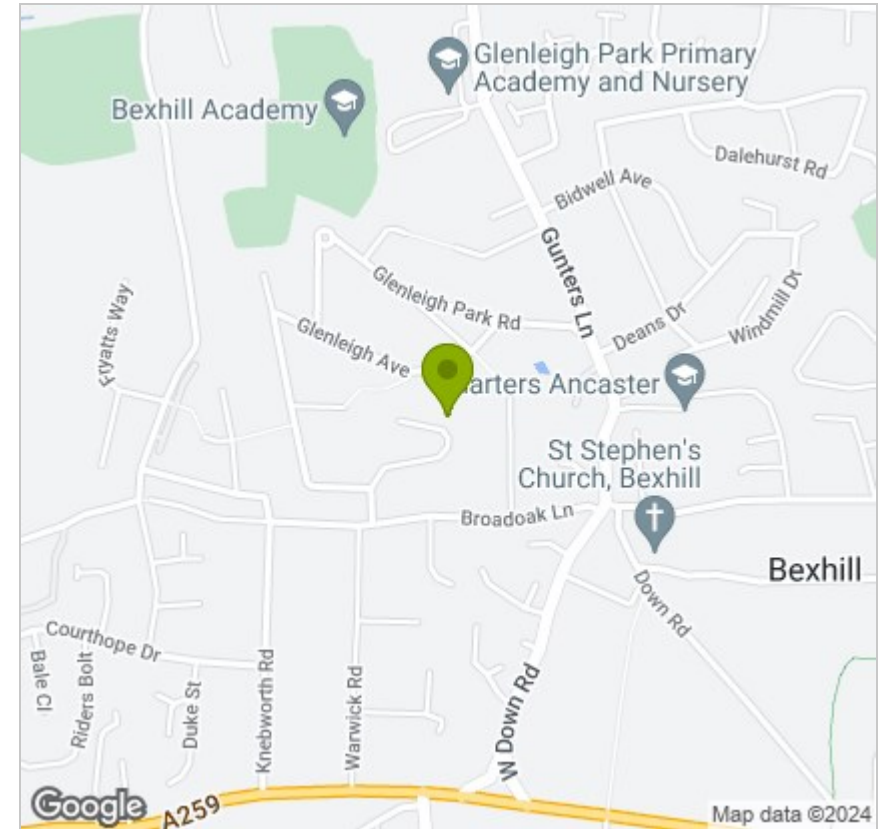 Glenleigh Park Primary
Academy and Nursery
Bexhill Academy
Dalehurst Rd
Bidwell Ave
Gunters Ln
Glenleigh Park Rd
Windmill Dr
Deans Dr
Fryatts Way
Glenleigh Ave
arters Ancaster
St Stephen's
Church, Bexhill
Broadoak Ln
Bexhill
Down Rd
Courthope Dr
Bale Cl
Riders Bolt
Duke St
Knebworth Rd
Warwick Rd
W Down Rd
Google
A259
Map data ©2024